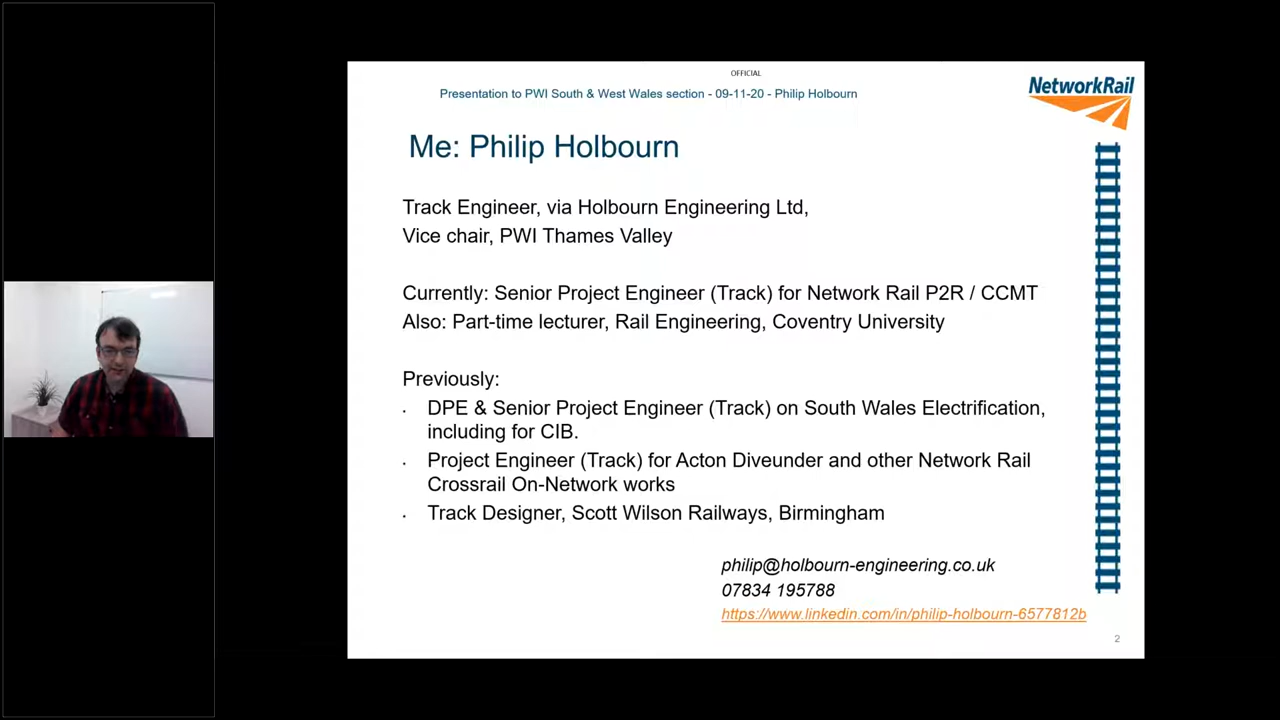 OFFICIAL
Presentation to PWI South & West Wales section - 09-11-20 - Philip Holbourn
NetworkRail
Me: Philip Holbourn
Track Engineer, via Holbourn Engineering Ltd,
Vice chair, PWI Thames Valley
Currently: Senior Project Engineer (Track) for Network Rail P2R / CCMT
Also: Part-time lecturer, Rail Engineering, Coventry University
Previously:
· DPE & Senior Project Engineer (Track) on South Wales Electrification,
including for CIB.
· Project Engineer (Track) for Acton Diveunder and other Network Rail
Crossrail On-Network works
· Track Designer, Scott Wilson Railways, Birmingham
philip@holbourn-engineering.co.uk
07834 195788
https://www.linkedin.com/in/philip-holbourn-6577812b
2